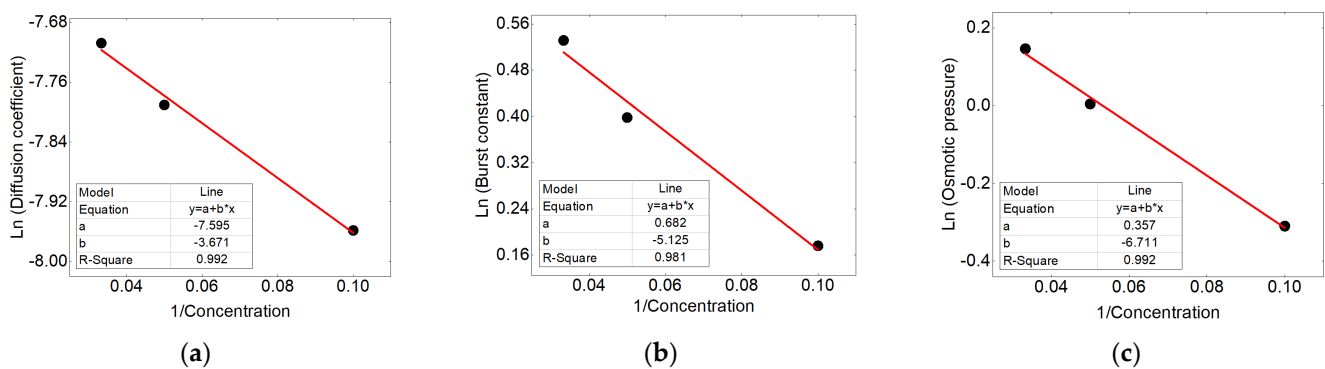 Ln (Diffusion coefficient)
-7.68
-7.76
-7.84
-7.92
-8.00
Model Line
Equation y=a+b*x
a -7.595
b -3.671
R-Square 0.992
0.04 0.06 0.08 0.10
1/Concentration
(a)
Ln (Burst constant)
0.56
0.48
0.40
0.32
0.24
0.16
Model Line
Equation y=a+b*x
a 0.682
b -5.125
R-Square 0.981
0.04 0.06 0.08 0.10
1/Concentration
(b)
Ln (Osmotic pressure)
0.2
0.0
-0.2
-0.4
Model Line
Equation y=a+b*x
a 0.357
b -6.711
R-Square 0.992
0.04 0.06 0.08 0.10
1/Concentration
(c)